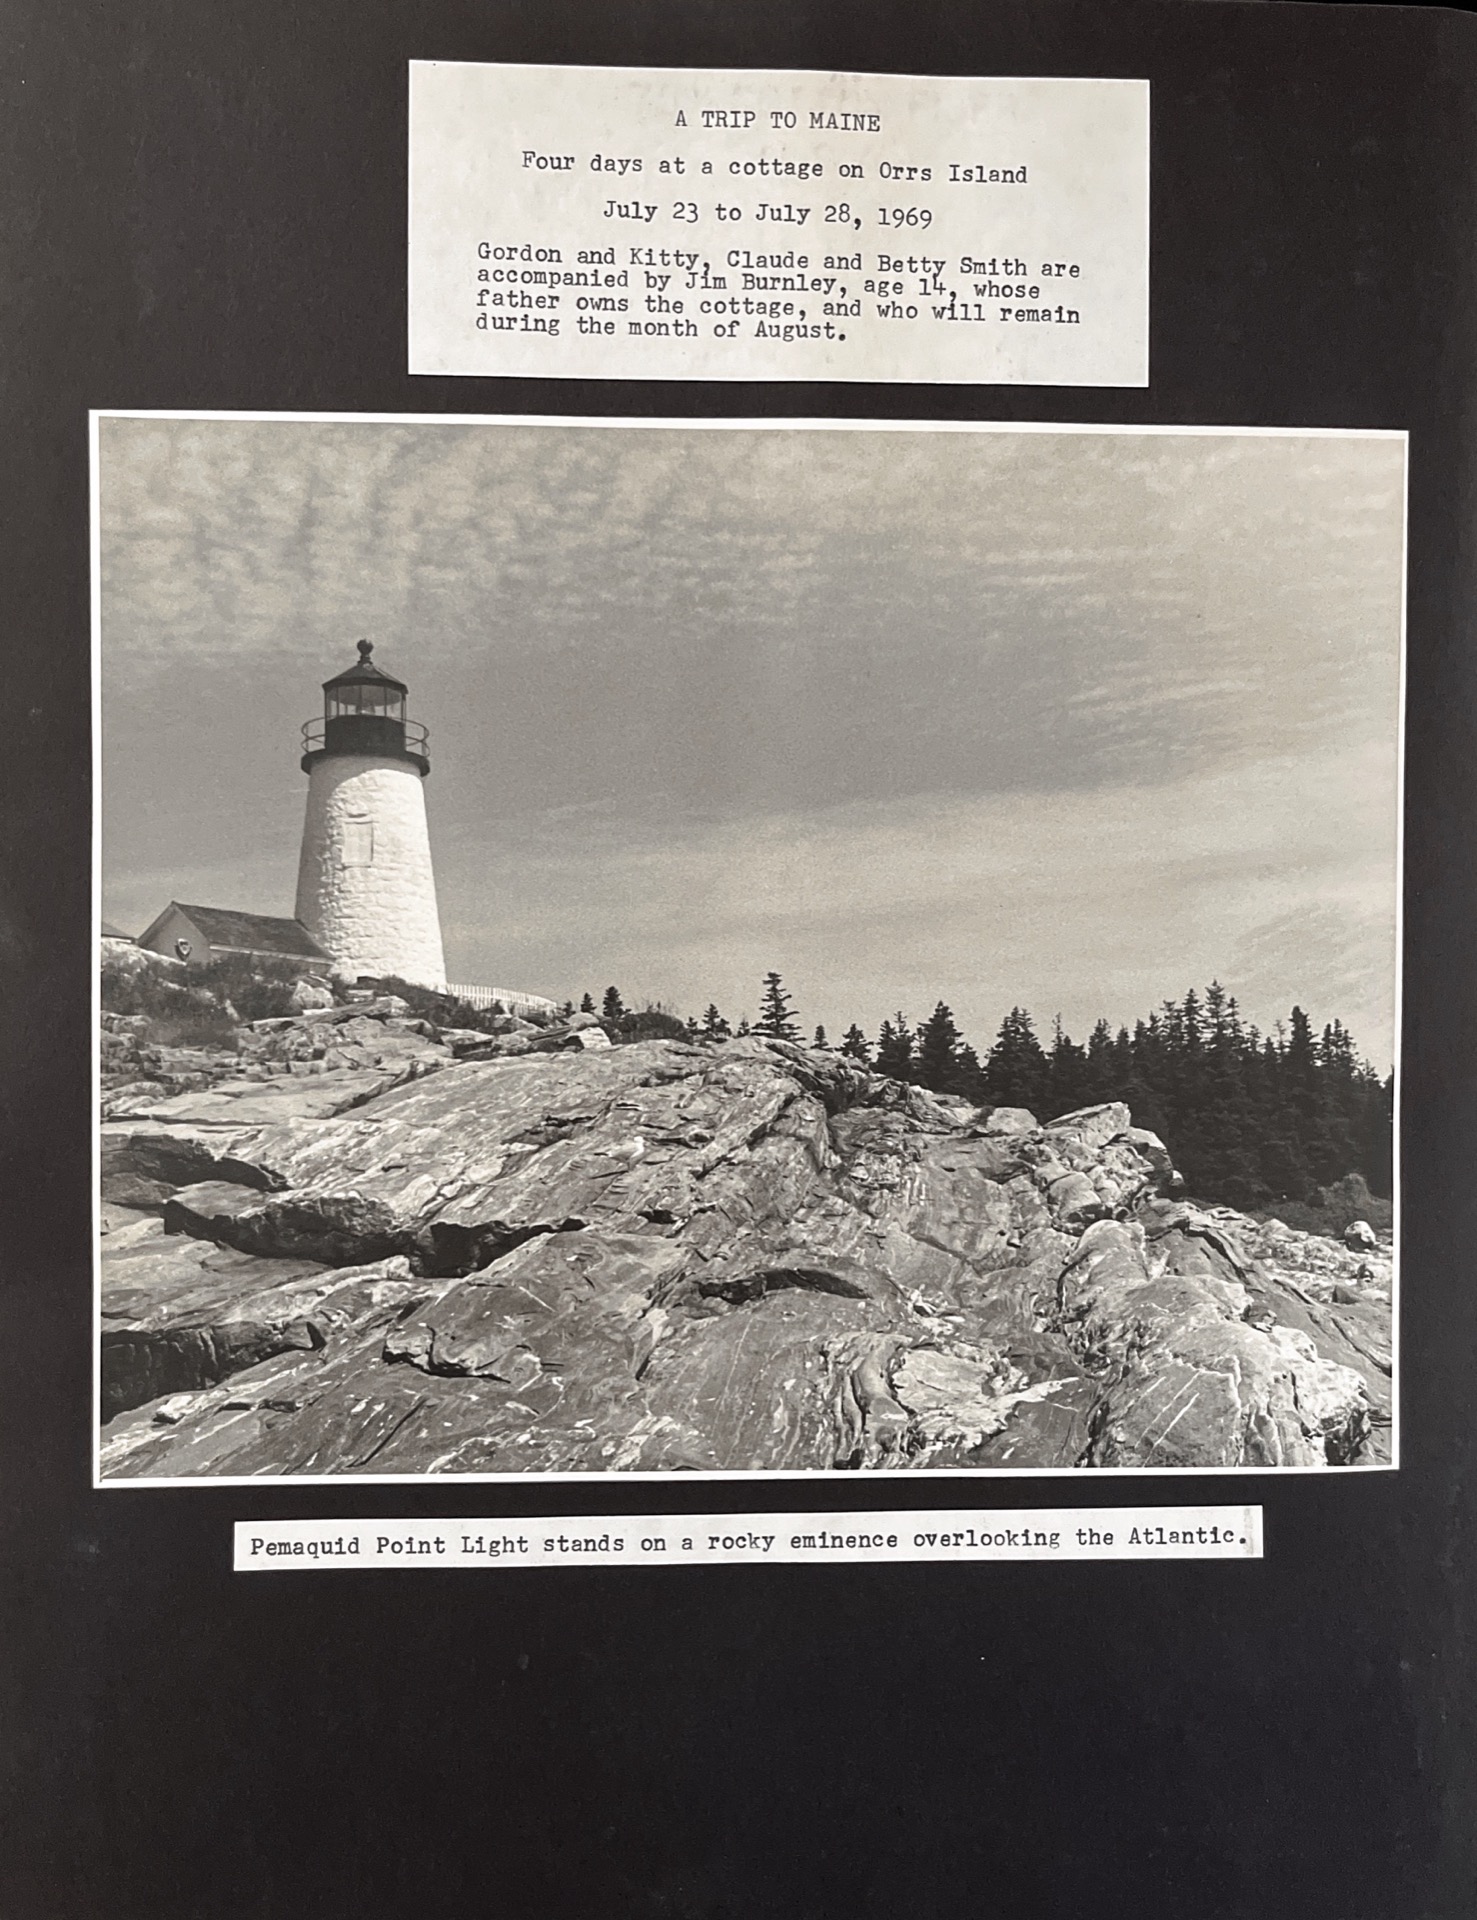 A TRIP TO MAINE
Four days at a cottage on Orrs Island
July 23 to July 28, 1969
Gordon and Kitty, Claude and Betty Smith are
accompanied by Jim Burnley, age 14, whose
father owns the cottage, and who will remain
during the month of August.
Pemaquid Point Light stands on a rocky eminence overlooking the Atlantic.